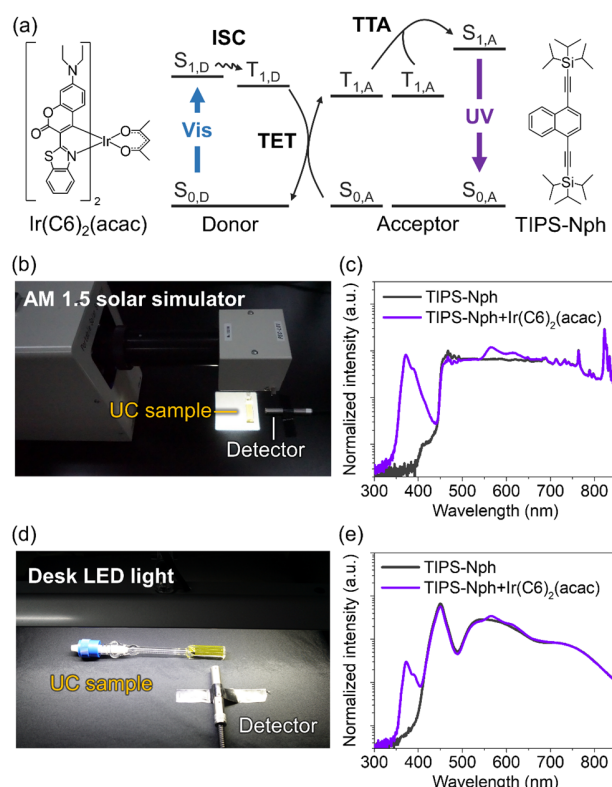 (a)
ISC
TTA
S1,D
T1,D
T1,A
T1,A
S1,A
Vis
TET
UV
S0,D
S0,A
S0,A
Donor
Acceptor
N
O
O
Ir
O
O
N
S
2
Ir(C6)2(acac)
Si
Si
TIPS-Nph
(b)
AM 1.5 solar simulator
UC sample
Detector
(c)
TIPS-Nph
TIPS-Nph+Ir(C6)2(acac)
Normalized intensity (a.u.)
300 400 500 600 700 800
Wavelength (nm)
(d)
Desk LED light
UC sample
Detector
(e)
TIPS-Nph
TIPS-Nph+Ir(C6)2(acac)
Normalized intensity (a.u.)
300 400 500 600 700 800
Wavelength (nm)